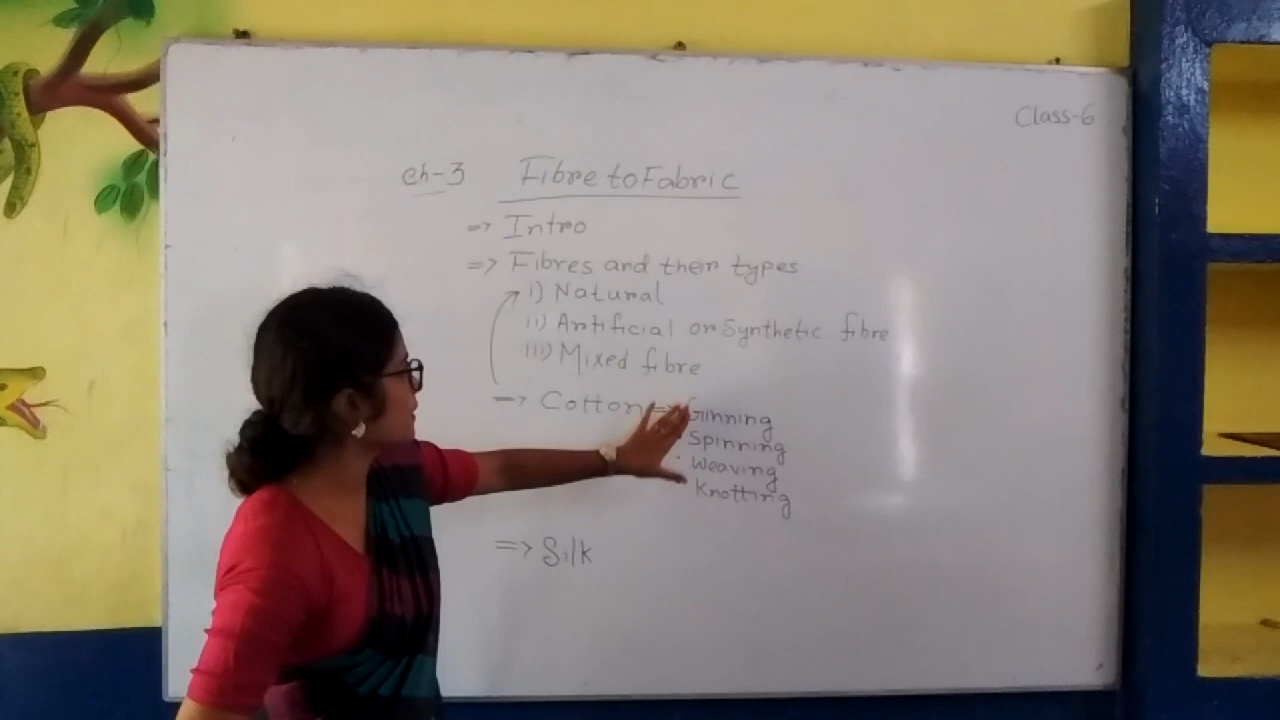 Class-6
Ch-3 Fibre to Fabric
=> Intro
=> Fibres and their types
i) Natural
ii) Artificial or Synthetic fibre
iii) Mixed fibre
=> Cotton => Ginning
Spinning
Weaving
Knotting
=> Silk